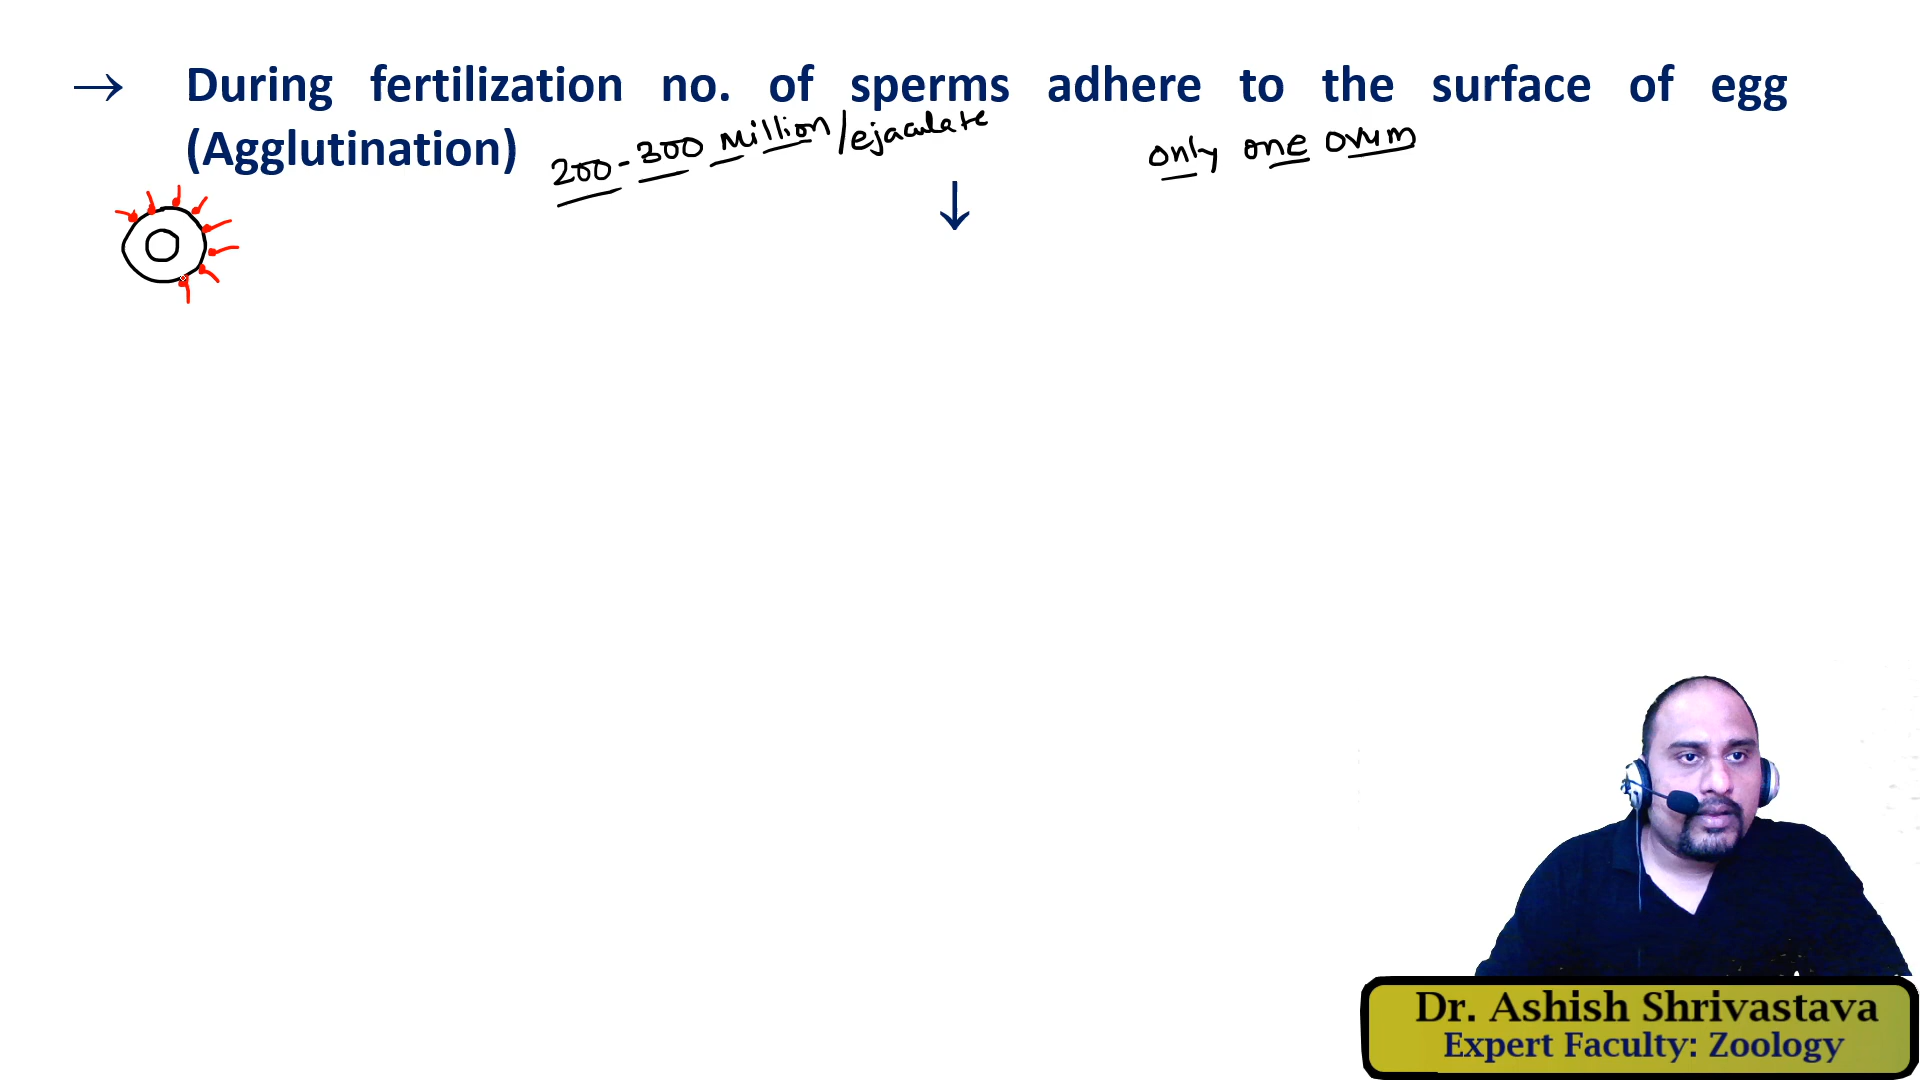 → During fertilization no. of sperms adhere to the surface of egg
(Agglutination)
200-300 Million/ejaculate
only one ovum
↓
Dr. Ashish Shrivastava
Expert Faculty: Zoology